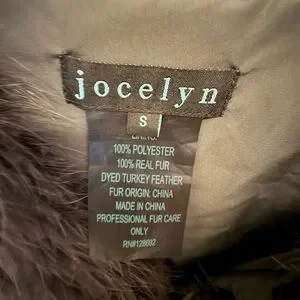 jocelyn
S
LINING:
100% POLYESTER
100% REAL FUR
DYED TURKEY FEATHER
FUR ORIGIN: CHINA
MADE IN CHINA
PROFESSIONAL FUR CARE
ONLY
RN#128692